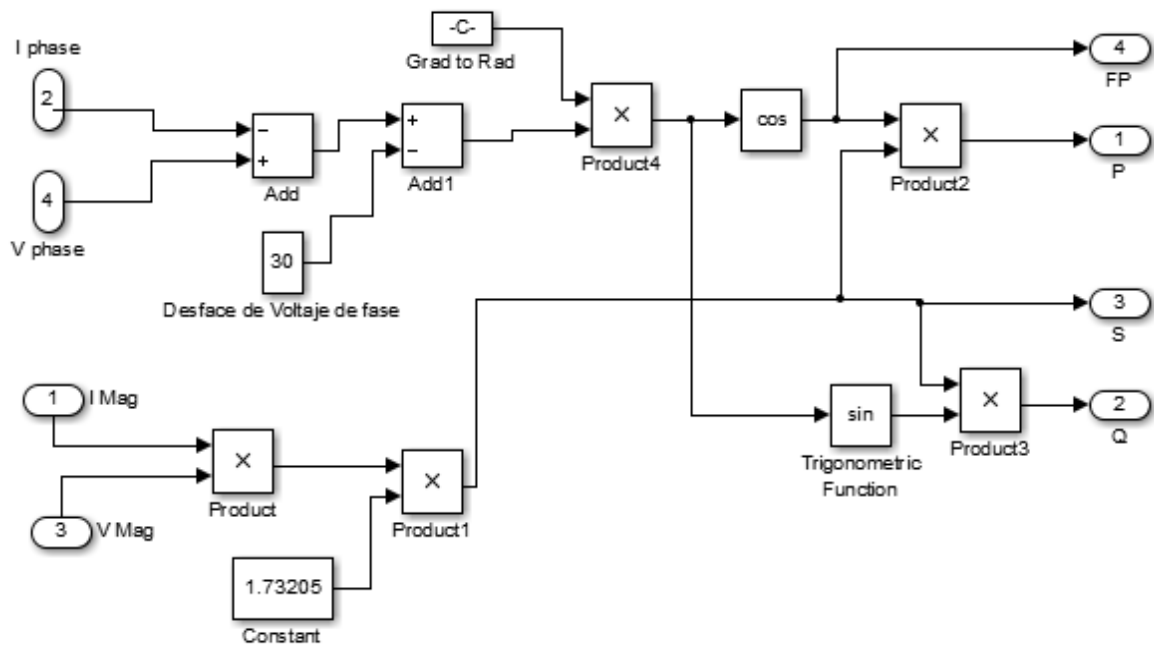 I phase
2
V phase
4
−
+
Add
30
Desface de Voltaje de fase
+
−
Add1
-C-
Grad to Rad
×
Product4
cos
×
Product2
4
FP
1
P
3
S
1
I Mag
3
V Mag
×
Product
×
Product1
1.73205
Constant
sin
Trigonometric
Function
×
Product3
2
Q